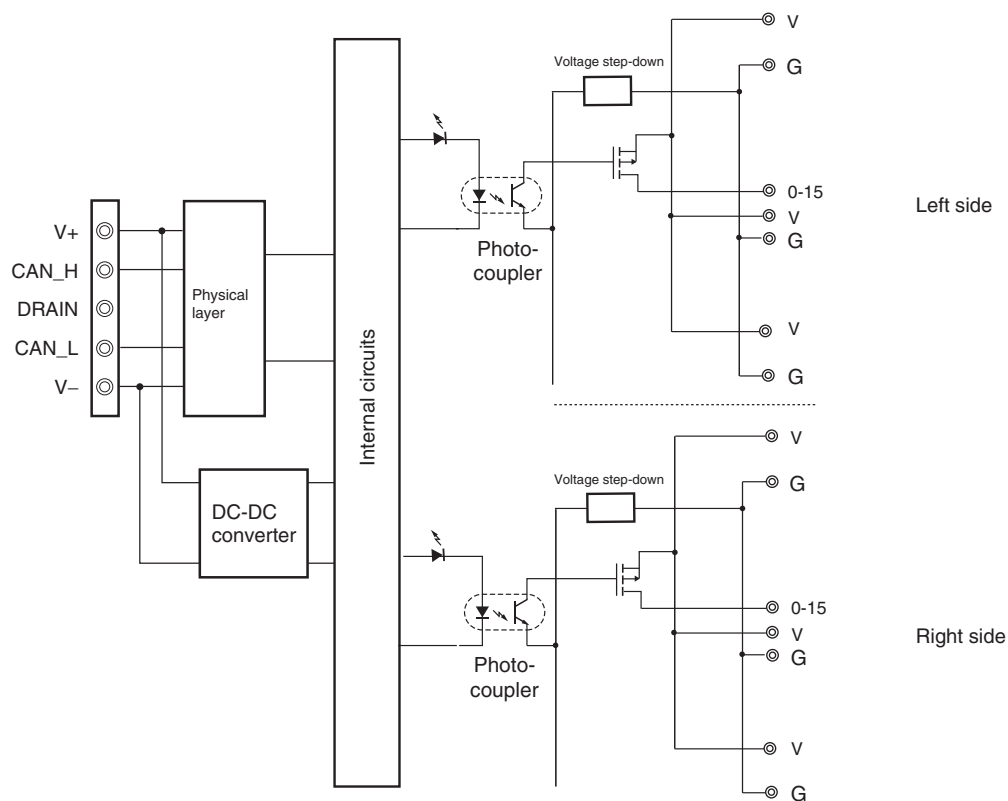 V
Voltage step-down
G
0-15
V
G
Left side
Photo-
coupler
V
G
V+
CAN_H
DRAIN
CAN_L
V–
Physical
layer
Internal circuits
DC-DC
converter
V
Voltage step-down
G
0-15
V
G
Right side
Photo-
coupler
V
G